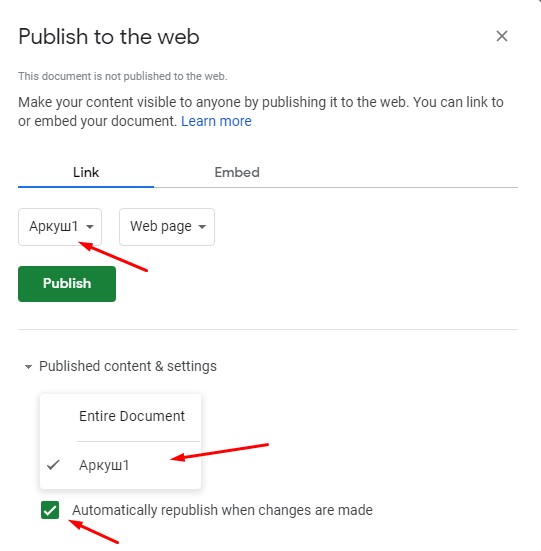 Publish to the web
This document is not published to the web.
Make your content visible to anyone by publishing it to the web. You can link to
or embed your document. Learn more
Link Embed
Аркуш1 Web page
Publish
Published content & settings
Entire Document
Аркуш1
Automatically republish when changes are made